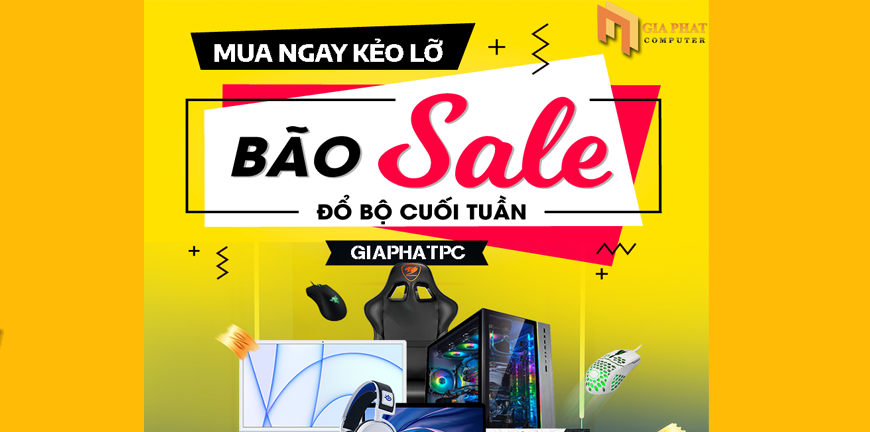 GIA PHAT
COMPUTER
MUA NGAY KẺO LỠ
BÃO Sale
ĐỔ BỘ CUỐI TUẦN
GIAPHATPC